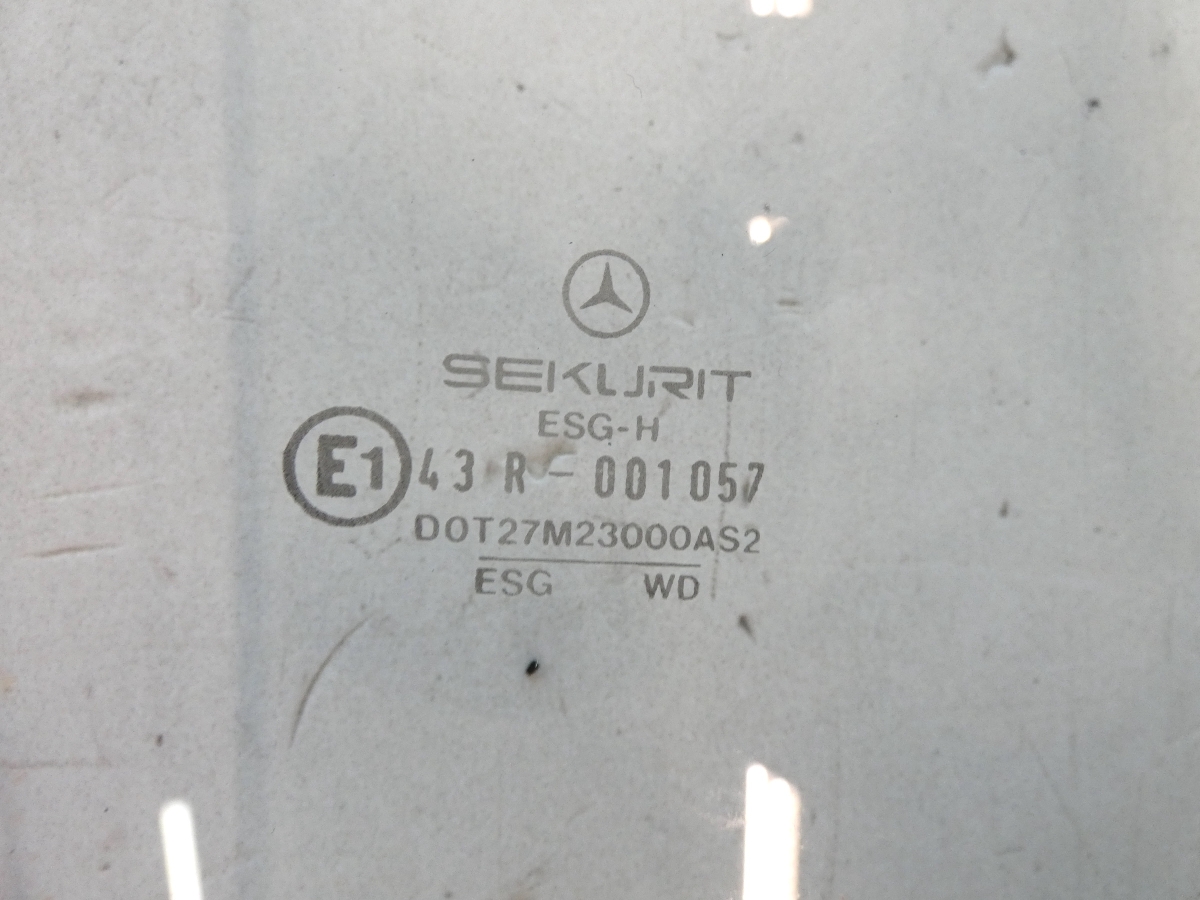 SEKURIT
ESG-H
E1 43 R - 001057
DOT27M23000AS2
ESG WD